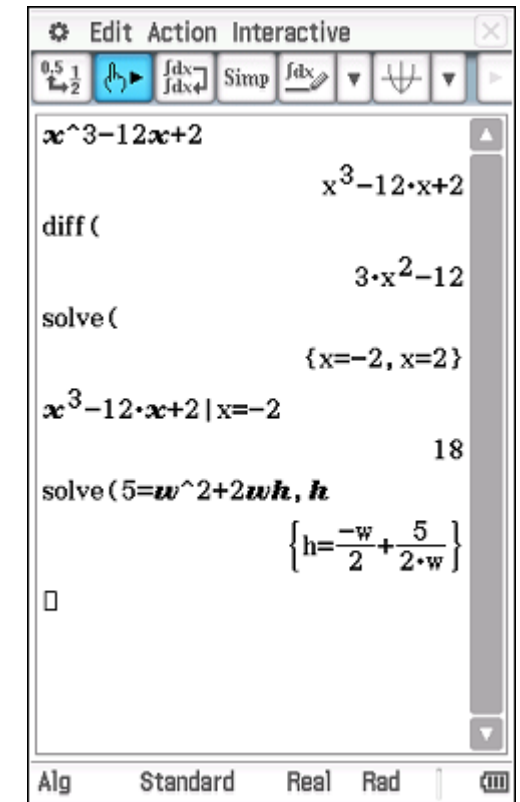 Edit Action Interactive
0.5 1 2 ∫dx ∫dx Simp ∫dx
x^3−12x+2
x³−12·x+2
diff(
3·x²−12
solve(
{x=−2, x=2}
x³−12·x+2|x=−2
18
solve(5=w^2+2wh, h
{h=−w/2+5/(2·w)}
Alg Standard Real Rad